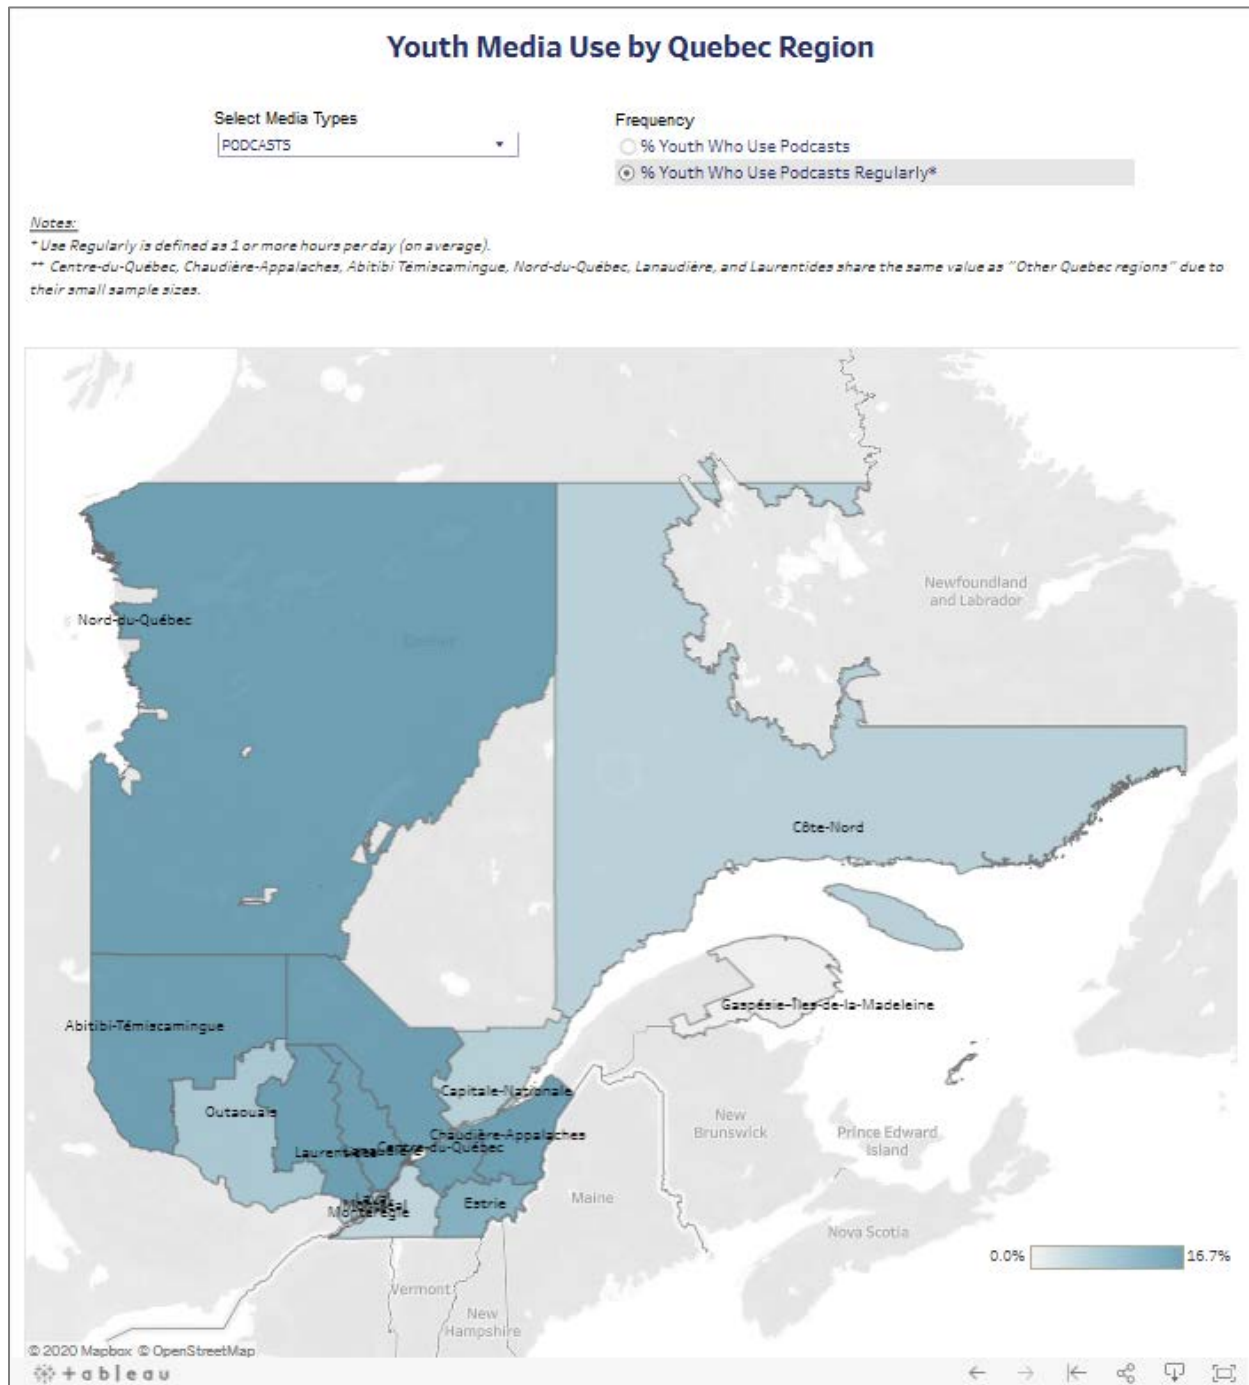 Youth Media Use by Quebec Region
Select Media Types
PODCASTS
Frequency
% Youth Who Use Podcasts
% Youth Who Use Podcasts Regularly*
Notes:
* Use Regularly is defined as 1 or more hours per day (on average).
** Centre-du-Québec, Chaudière-Appalaches, Abitibi Témiscamingue, Nord-du-Québec, Lanaudière, and Laurentides share the same value as "Other Quebec regions" due to
their small sample sizes.
Newfoundland
and Labrador
Nord-du-Québec
Côte-Nord
Gaspésie-Îles-de-la-Madeleine
Abitibi-Témiscamingue
Capitale-Nationale
Outaouais
New
Brunswick
Prince Edward
Island
Chaudière-Appalaches
Centre-du-Québec
Laval
Montérégie
Estrie
Maine
Nova Scotia
0.0%
16.7%
Vermont
New
Hampshire
© 2020 Mapbox © OpenStreetMap
+ a b l e a u